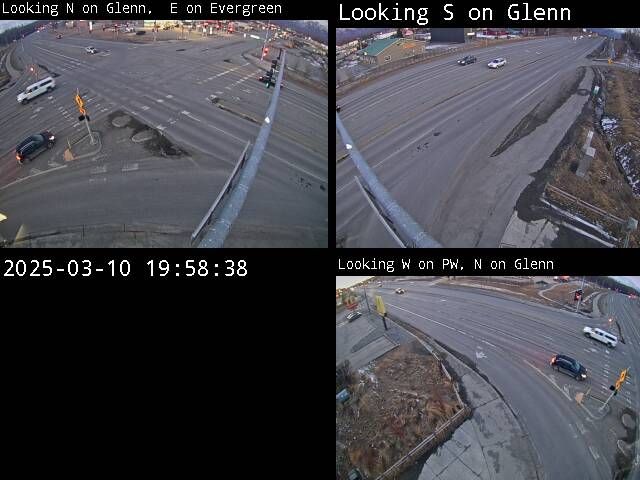 Looking N on Glenn, E on Evergreen
Looking S on Glenn
2025-03-10 19:58:38
Looking W on PW, N on Glenn